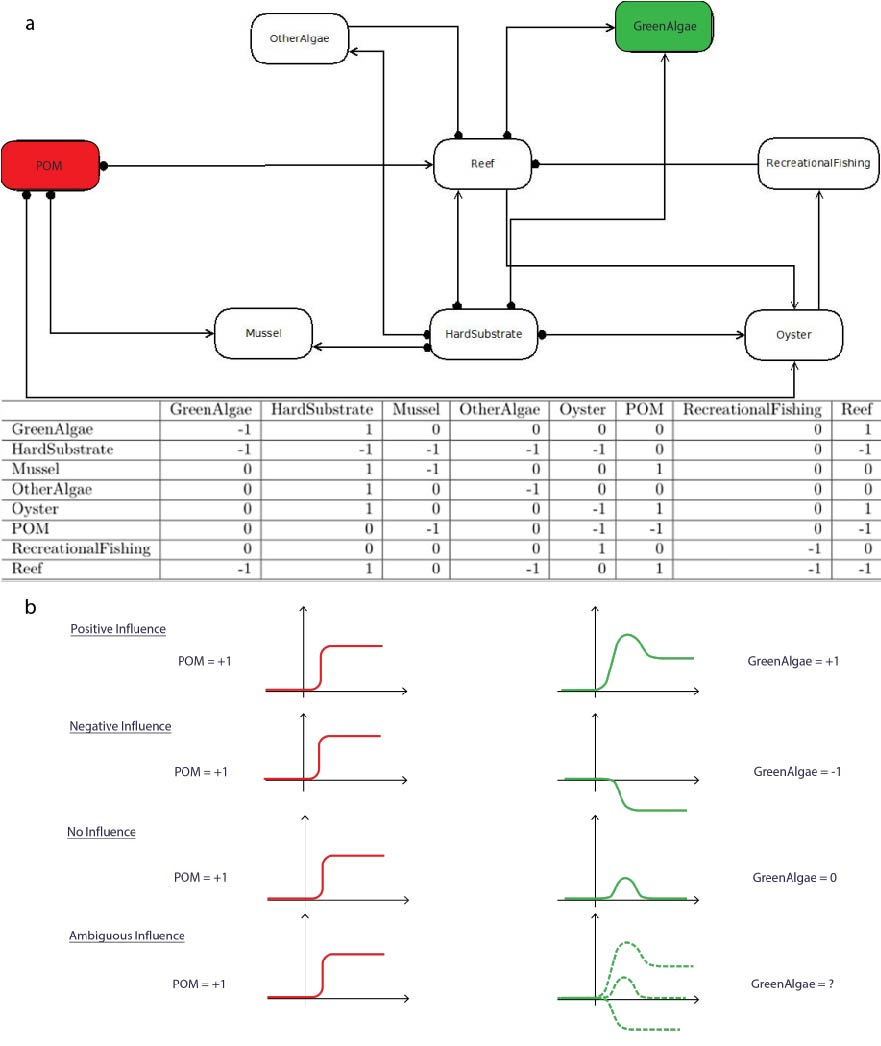 a
OtherAlgae
GreenAlgae
POM
Reef
RecreationalFishing
Mussel
HardSubstrate
Oyster
GreenAlgae HardSubstrate Mussel OtherAlgae Oyster POM RecreationalFishing Reef
GreenAlgae -1 1 0 0 0 0 0 1
HardSubstrate -1 -1 -1 -1 -1 0 0 -1
Mussel 0 1 -1 0 0 1 0 0
OtherAlgae 0 1 0 -1 0 0 0 0
Oyster 0 1 0 0 -1 1 0 1
POM 0 0 -1 0 -1 -1 0 -1
RecreationalFishing 0 0 0 0 1 0 -1 0
Reef -1 1 0 -1 0 1 -1 -1
b
Positive Influence
POM = +1 GreenAlgae = +1
Negative Influence
POM = +1 GreenAlgae = -1
No Influence
POM = +1 GreenAlgae = 0
Ambiguous Influence
POM = +1 GreenAlgae = ?